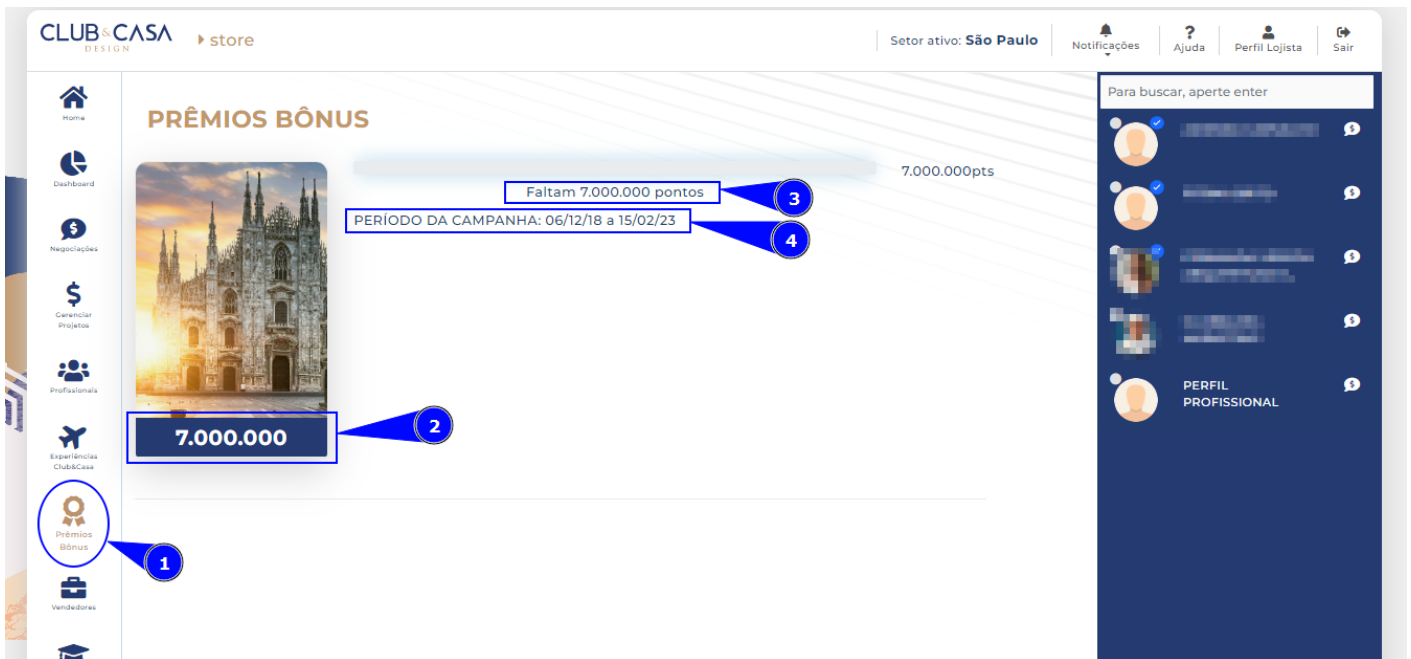 CLUB&CASA
DESIGN
store
Setor ativo: São Paulo
Notificações
Ajuda
Perfil Lojista
Sair
Home
Dashboard
Negociações
Gerenciar
Projetos
Profissionais
Experiências
Club&Casa
Prêmios
Bônus
Vendedores
PRÊMIOS BÔNUS
7.000.000pts
Faltam 7.000.000 pontos
3
PERÍODO DA CAMPANHA: 06/12/18 a 15/02/23
4
7.000.000
2
1
Para buscar, aperte enter
PERFIL
PROFISSIONAL